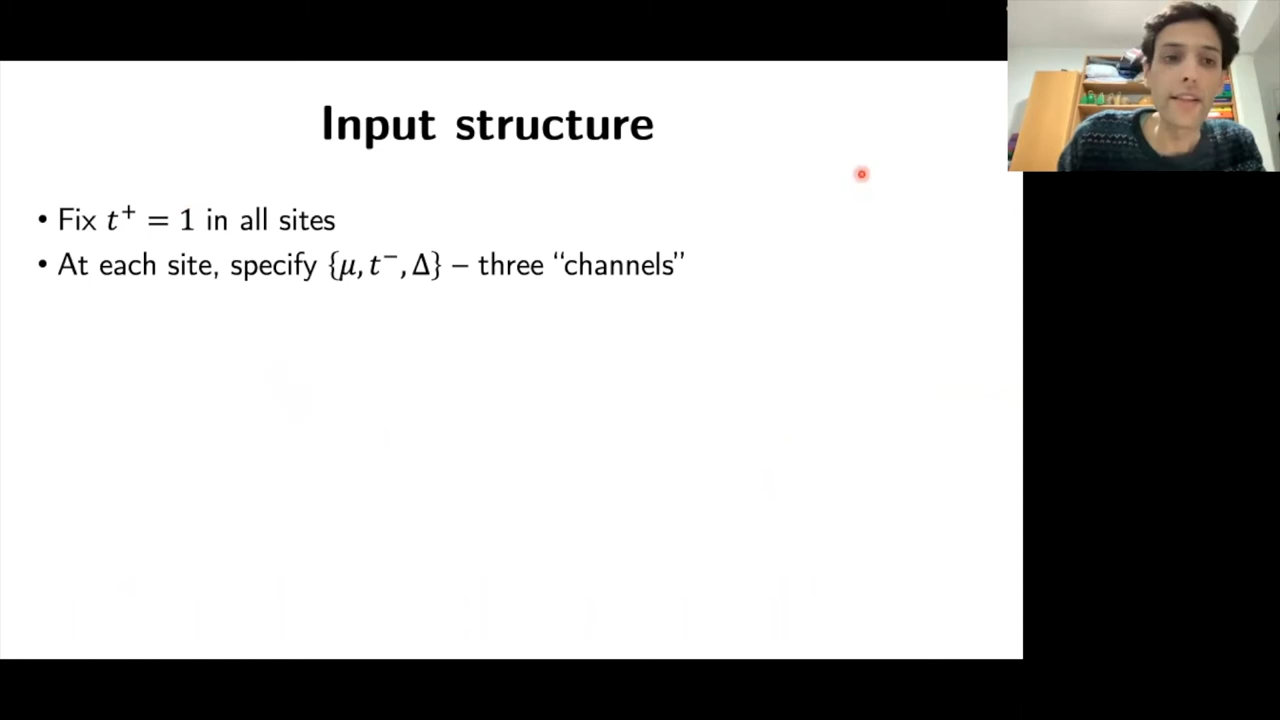 Input structure
• Fix t⁺ = 1 in all sites
• At each site, specify {μ, t⁻, Δ} – three “channels”